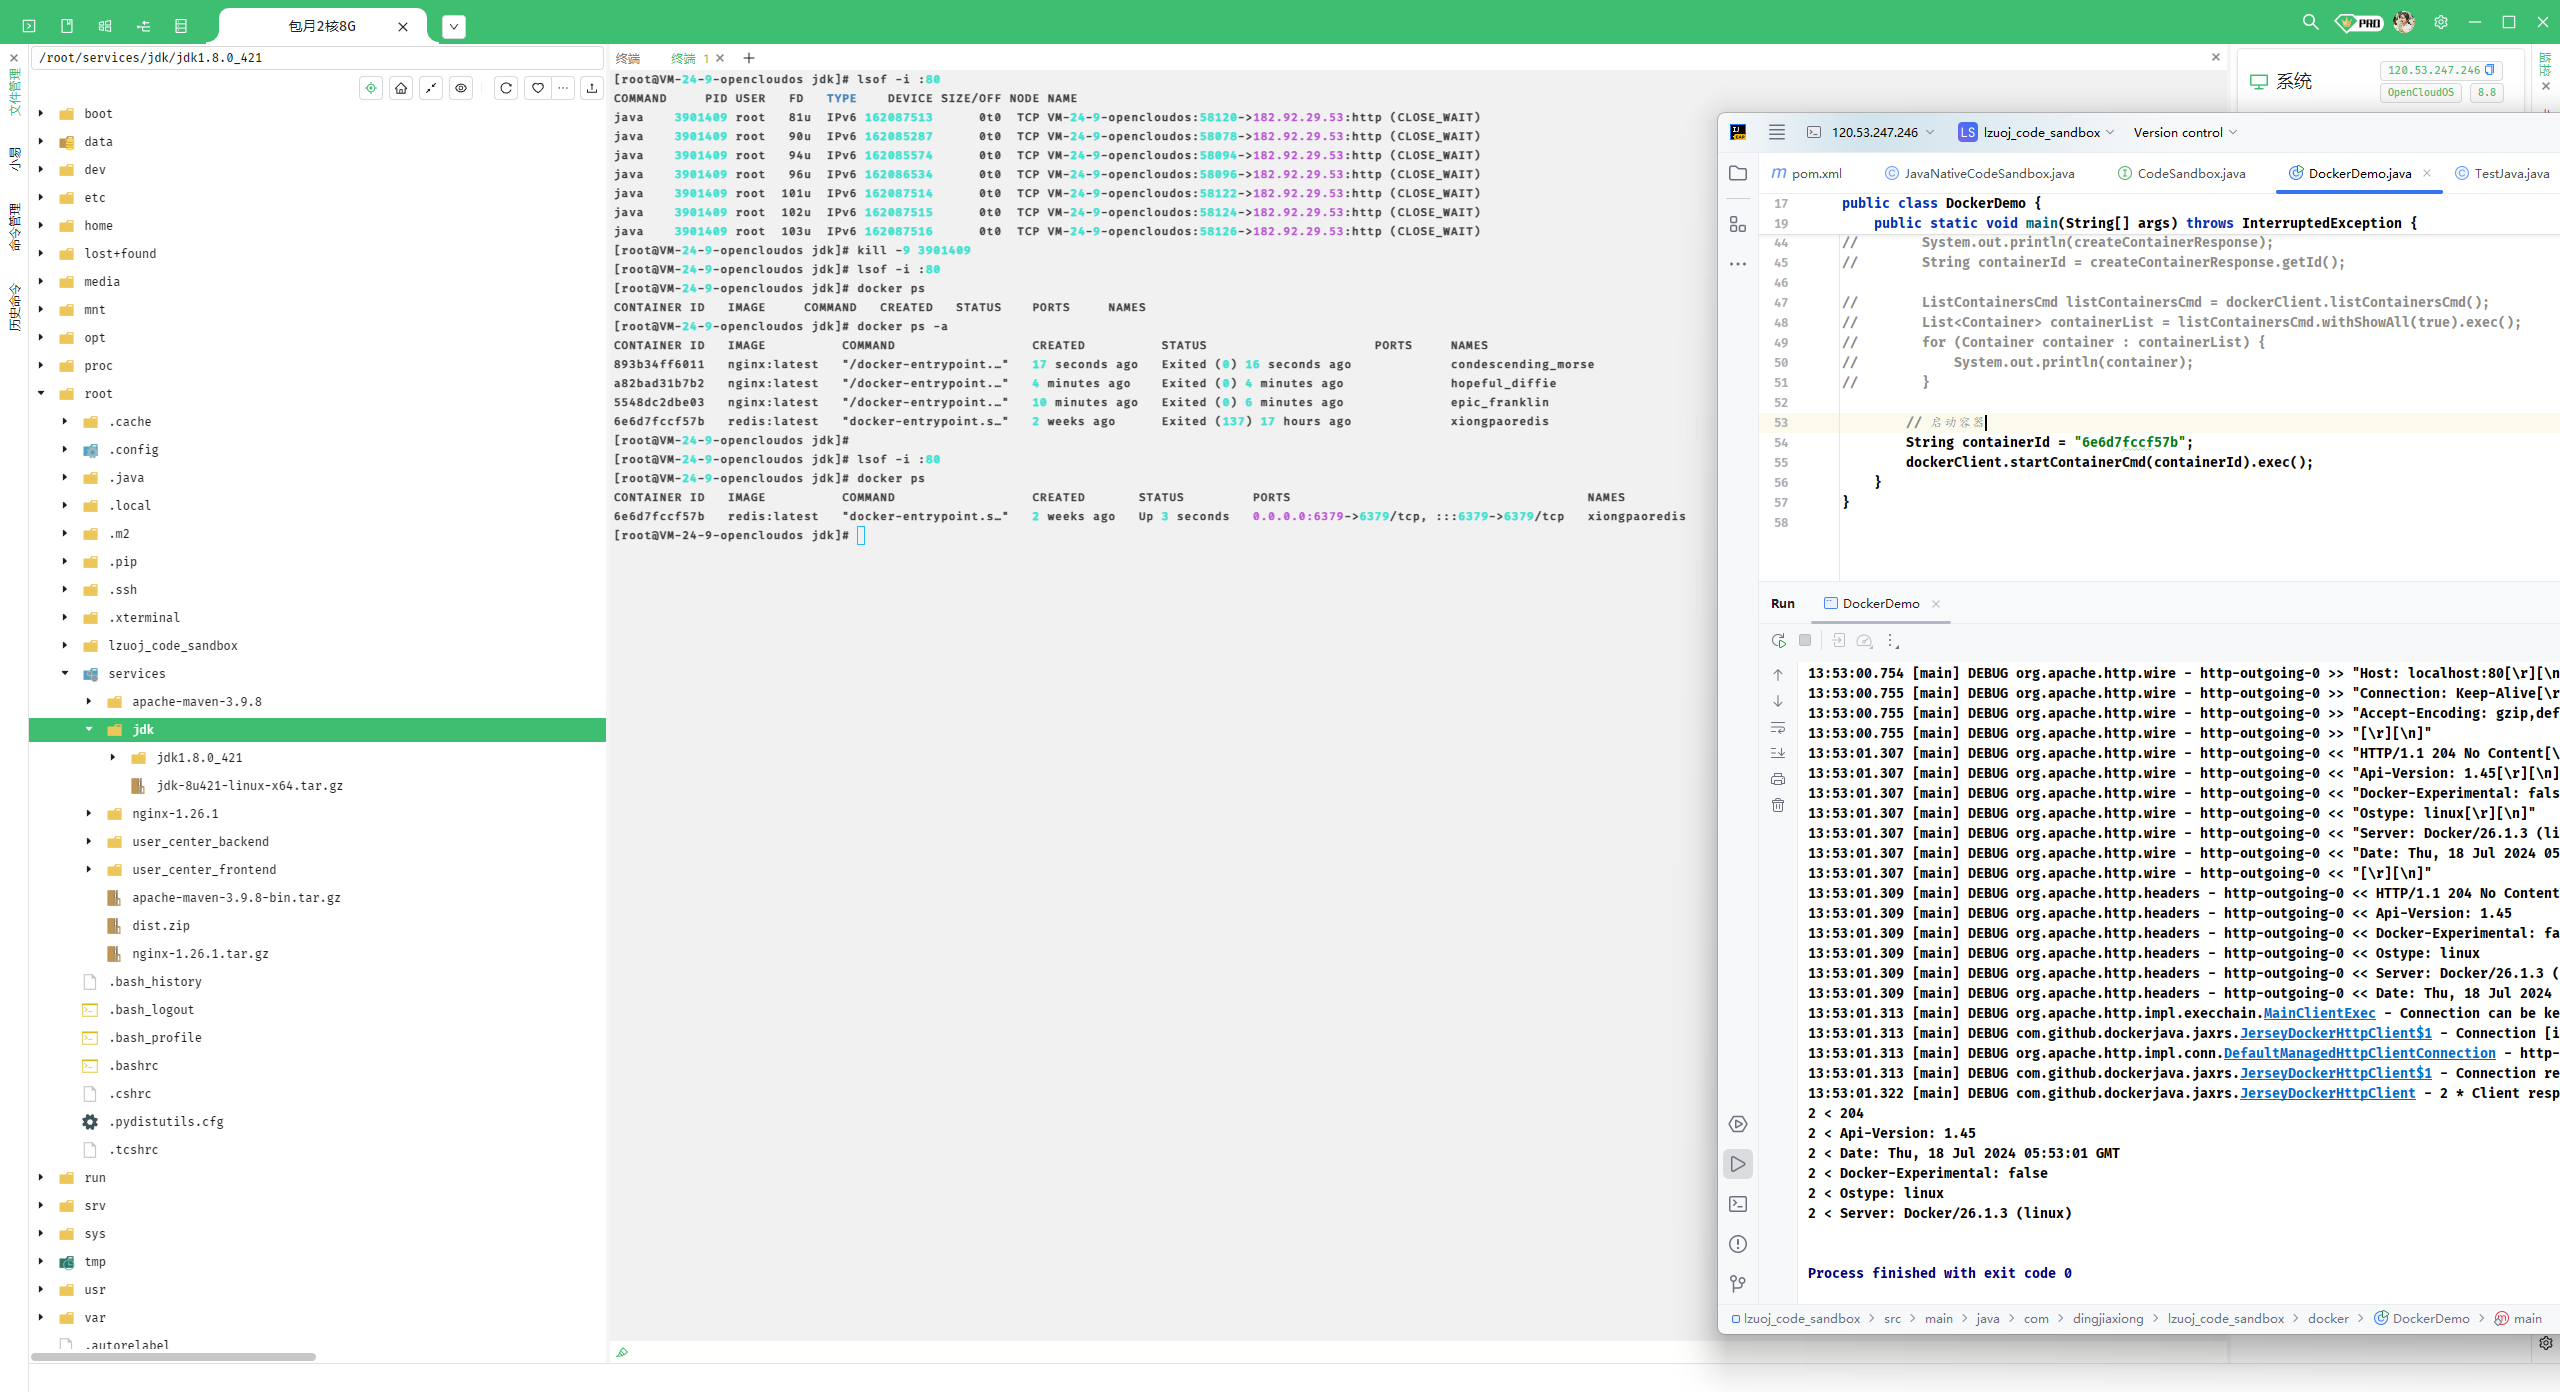 包月2核8G
PRO
/root/services/jdk/jdk1.8.0_421
文件管理
小易
命令管理
历史命令
boot
data
dev
etc
home
lost+found
media
mnt
opt
proc
root
.cache
.config
.java
.local
.m2
.pip
.ssh
.xterminal
lzuoj_code_sandbox
services
apache-maven-3.9.8
jdk
jdk1.8.0_421
jdk-8u421-linux-x64.tar.gz
nginx-1.26.1
user_center_backend
user_center_frontend
apache-maven-3.9.8-bin.tar.gz
dist.zip
nginx-1.26.1.tar.gz
.bash_history
.bash_logout
.bash_profile
.bashrc
.cshrc
.pydistutils.cfg
.tcshrc
run
srv
sys
tmp
usr
var
.autorelabel
终端 终端 1
[root@VM-24-9-opencloudos jdk]# lsof -i :80
COMMAND PID USER FD TYPE DEVICE SIZE/OFF NODE NAME
java 3901409 root 81u IPv6 162087513 0t0 TCP VM-24-9-opencloudos:58120->182.92.29.53:http (CLOSE_WAIT)
java 3901409 root 90u IPv6 162085287 0t0 TCP VM-24-9-opencloudos:58078->182.92.29.53:http (CLOSE_WAIT)
java 3901409 root 94u IPv6 162085574 0t0 TCP VM-24-9-opencloudos:58094->182.92.29.53:http (CLOSE_WAIT)
java 3901409 root 96u IPv6 162086534 0t0 TCP VM-24-9-opencloudos:58096->182.92.29.53:http (CLOSE_WAIT)
java 3901409 root 101u IPv6 162087514 0t0 TCP VM-24-9-opencloudos:58122->182.92.29.53:http (CLOSE_WAIT)
java 3901409 root 102u IPv6 162087515 0t0 TCP VM-24-9-opencloudos:58124->182.92.29.53:http (CLOSE_WAIT)
java 3901409 root 103u IPv6 162087516 0t0 TCP VM-24-9-opencloudos:58126->182.92.29.53:http (CLOSE_WAIT)
[root@VM-24-9-opencloudos jdk]# kill -9 3901409
[root@VM-24-9-opencloudos jdk]# lsof -i :80
[root@VM-24-9-opencloudos jdk]# docker ps
CONTAINER ID IMAGE COMMAND CREATED STATUS PORTS NAMES
[root@VM-24-9-opencloudos jdk]# docker ps -a
CONTAINER ID IMAGE COMMAND CREATED STATUS PORTS NAMES
893b34ff6011 nginx:latest "/docker-entrypoint.…" 17 seconds ago Exited (0) 16 seconds ago condescending_morse
a82bad31b7b2 nginx:latest "/docker-entrypoint.…" 4 minutes ago Exited (0) 4 minutes ago hopeful_diffie
5548dc2dbe03 nginx:latest "/docker-entrypoint.…" 10 minutes ago Exited (0) 6 minutes ago epic_franklin
6e6d7fccf57b redis:latest "docker-entrypoint.s…" 2 weeks ago Exited (137) 17 hours ago xiongpaoredis
[root@VM-24-9-opencloudos jdk]#
[root@VM-24-9-opencloudos jdk]# lsof -i :80
[root@VM-24-9-opencloudos jdk]# docker ps
CONTAINER ID IMAGE COMMAND CREATED STATUS PORTS NAMES
6e6d7fccf57b redis:latest "docker-entrypoint.s…" 2 weeks ago Up 3 seconds 0.0.0.0:6379->6379/tcp, :::6379->6379/tcp xiongpaoredis
[root@VM-24-9-opencloudos jdk]#
系统
120.53.247.246
OpenCloudOS 8.8
监控
120.53.247.246 LS lzuoj_code_sandbox Version control
pom.xml JavaNativeCodeSandbox.java CodeSandbox.java DockerDemo.java TestJava.java
17 public class DockerDemo {
19 public static void main(String[] args) throws InterruptedException {
44 // System.out.println(createContainerResponse);
45 // String containerId = createContainerResponse.getId();
46
47 // ListContainersCmd listContainersCmd = dockerClient.listContainersCmd();
48 // List<Container> containerList = listContainersCmd.withShowAll(true).exec();
49 // for (Container container : containerList) {
50 // System.out.println(container);
51 // }
52
53 // 启动容器
54 String containerId = "6e6d7fccf57b";
55 dockerClient.startContainerCmd(containerId).exec();
56 }
57 }
58
Run DockerDemo
13:53:00.754 [main] DEBUG org.apache.http.wire - http-outgoing-0 >> "Host: localhost:80[\r][\n
13:53:00.755 [main] DEBUG org.apache.http.wire - http-outgoing-0 >> "Connection: Keep-Alive[\r
13:53:00.755 [main] DEBUG org.apache.http.wire - http-outgoing-0 >> "Accept-Encoding: gzip,def
13:53:00.755 [main] DEBUG org.apache.http.wire - http-outgoing-0 >> "[\r][\n]"
13:53:01.307 [main] DEBUG org.apache.http.wire - http-outgoing-0 << "HTTP/1.1 204 No Content[\
13:53:01.307 [main] DEBUG org.apache.http.wire - http-outgoing-0 << "Api-Version: 1.45[\r][\n]
13:53:01.307 [main] DEBUG org.apache.http.wire - http-outgoing-0 << "Docker-Experimental: fals
13:53:01.307 [main] DEBUG org.apache.http.wire - http-outgoing-0 << "Ostype: linux[\r][\n]"
13:53:01.307 [main] DEBUG org.apache.http.wire - http-outgoing-0 << "Server: Docker/26.1.3 (li
13:53:01.307 [main] DEBUG org.apache.http.wire - http-outgoing-0 << "Date: Thu, 18 Jul 2024 05
13:53:01.307 [main] DEBUG org.apache.http.wire - http-outgoing-0 << "[\r][\n]"
13:53:01.309 [main] DEBUG org.apache.http.headers - http-outgoing-0 << HTTP/1.1 204 No Content
13:53:01.309 [main] DEBUG org.apache.http.headers - http-outgoing-0 << Api-Version: 1.45
13:53:01.309 [main] DEBUG org.apache.http.headers - http-outgoing-0 << Docker-Experimental: fa
13:53:01.309 [main] DEBUG org.apache.http.headers - http-outgoing-0 << Ostype: linux
13:53:01.309 [main] DEBUG org.apache.http.headers - http-outgoing-0 << Server: Docker/26.1.3 (
13:53:01.309 [main] DEBUG org.apache.http.headers - http-outgoing-0 << Date: Thu, 18 Jul 2024
13:53:01.313 [main] DEBUG org.apache.http.impl.execchain.MainClientExec - Connection can be ke
13:53:01.313 [main] DEBUG com.github.dockerjava.jaxrs.JerseyDockerHttpClient$1 - Connection [i
13:53:01.313 [main] DEBUG org.apache.http.impl.conn.DefaultManagedHttpClientConnection - http-
13:53:01.313 [main] DEBUG com.github.dockerjava.jaxrs.JerseyDockerHttpClient$1 - Connection re
13:53:01.322 [main] DEBUG com.github.dockerjava.jaxrs.JerseyDockerHttpClient - 2 * Client resp
2 < 204
2 < Api-Version: 1.45
2 < Date: Thu, 18 Jul 2024 05:53:01 GMT
2 < Docker-Experimental: false
2 < Ostype: linux
2 < Server: Docker/26.1.3 (linux)
Process finished with exit code 0
lzuoj_code_sandbox > src > main > java > com > dingjiaxiong > lzuoj_code_sandbox > docker > DockerDemo > main